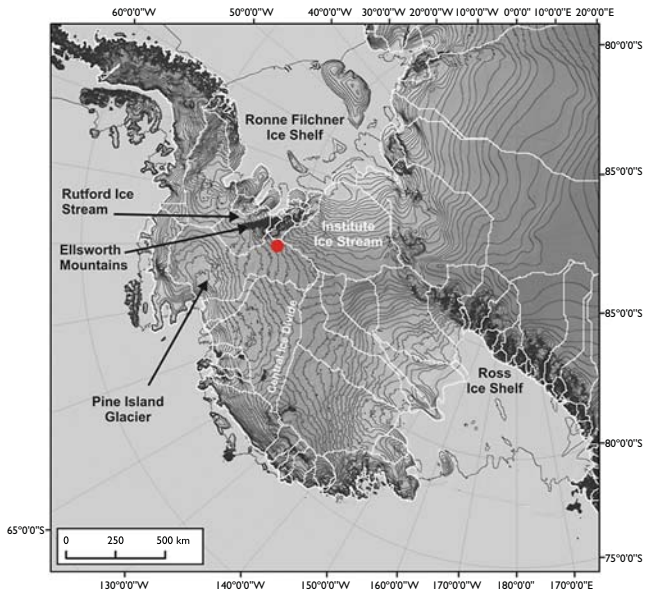 60°0'0"W 50°0'0"W 40°0'0"W 30°0'0"W 20°0'0"W 10°0'0"W 0°0'0" 10°0'0"E 20°0'0"E
80°0'0"S
Ronne Filchner
Ice Shelf
85°0'0"S
Rutford Ice
Stream
Institute
Ice Stream
Ellsworth
Mountains
85°0'0"S
Central Ice Divide
Ross
Ice Shelf
Pine Island
Glacier
80°0'0"S
65°0'0"S
0 250 500 km
75°0'0"S
130°0'0"W 140°0'0"W 150°0'0"W 160°0'0"W 170°0'0"W 180°0'0" 170°0'0"E